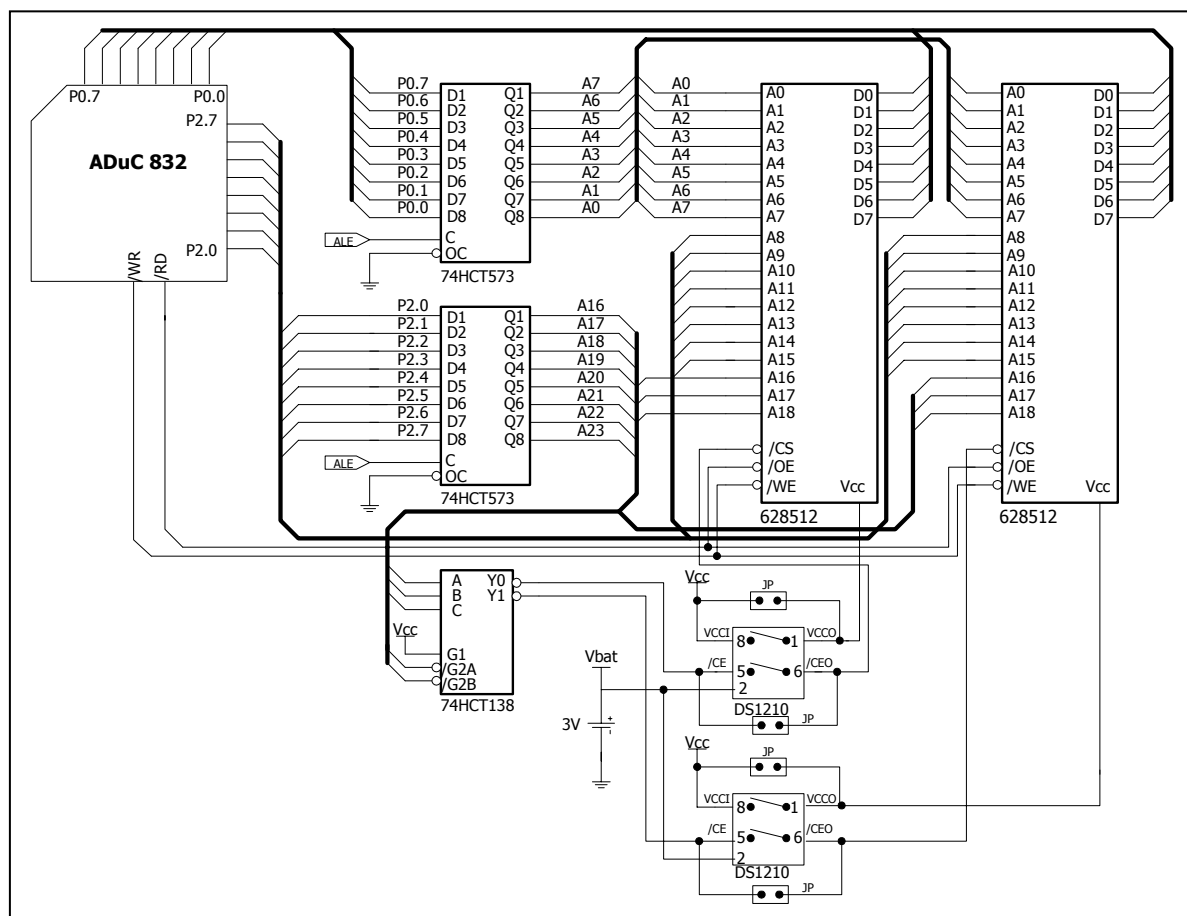 P0.7 P0.0
P2.7
ADuC 832
P2.0
/WR
/RD
P0.7 D1 Q1 A7
P0.6 D2 Q2 A6
P0.5 D3 Q3 A5
P0.4 D4 Q4 A4
P0.3 D5 Q5 A3
P0.2 D6 Q6 A2
P0.1 D7 Q7 A1
P0.0 D8 Q8 A0
ALE C
OC
74HCT573
P2.0 D1 Q1 A16
P2.1 D2 Q2 A17
P2.2 D3 Q3 A18
P2.3 D4 Q4 A19
P2.4 D5 Q5 A20
P2.5 D6 Q6 A21
P2.6 D7 Q7 A22
P2.7 D8 Q8 A23
ALE C
OC
74HCT573
A0 A0 D0
A1 A1 D1
A2 A2 D2
A3 A3 D3
A4 A4 D4
A5 A5 D5
A6 A6 D6
A7 A7 D7
A8
A9
A10
A11
A12
A13
A14
A15
A16
A17
A18
/CS
/OE
/WE Vcc
628512
A0 D0
A1 D1
A2 D2
A3 D3
A4 D4
A5 D5
A6 D6
A7 D7
A8
A9
A10
A11
A12
A13
A14
A15
A16
A17
A18
/CS
/OE
/WE Vcc
628512
A Y0
B Y1
C
Vcc
G1
/G2A
/G2B
74HCT138
Vbat
3V
+
-
Vcc
JP
VCCI 8 1 VCCO
/CE 5 6 /CEO
2
DS1210
JP
Vcc
JP
VCCI 8 1 VCCO
/CE 5 6 /CEO
2
DS1210
JP